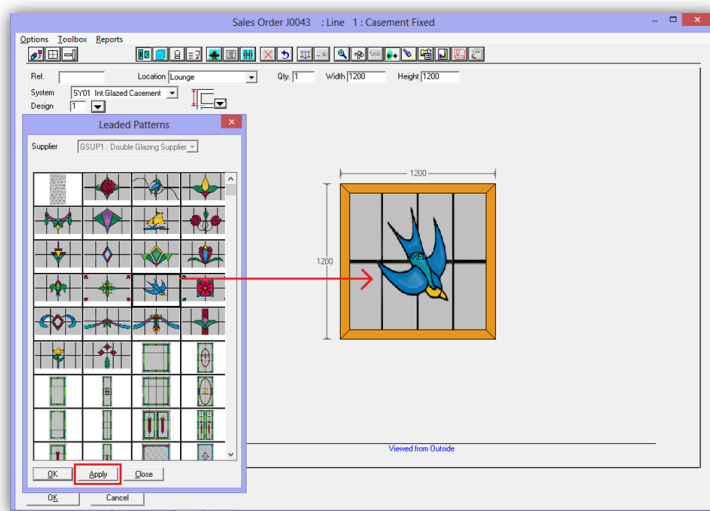 Sales Order J0043 : Line 1 : Casement Fixed
Options Toolbox Reports
Ref. Location Lounge Qty. 1 Width 1200 Height 1200
System SY01 Int.Glazed Casement
Design 1
Leaded Patterns
Supplier GSUP1 : Double Glazing Supplier
1200
1200
Viewed from Outside
OK Apply Close
OK Cancel